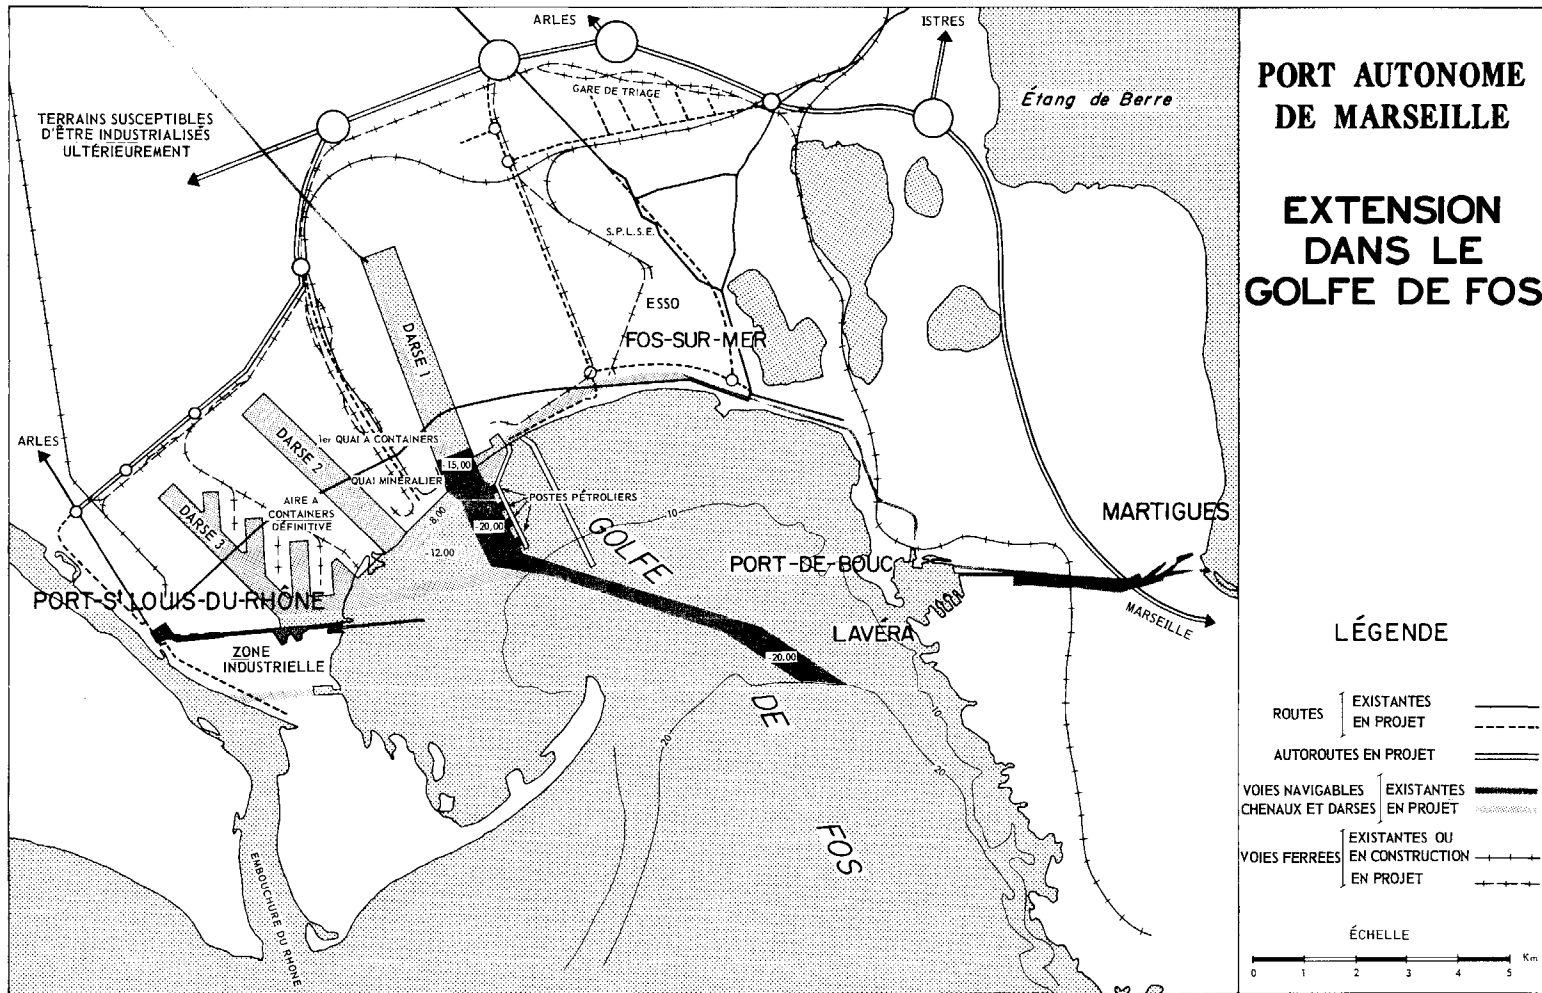 ARLES
ISTRES
GARE DE TRIAGE
Étang de Berre
TERRAINS SUSCEPTIBLES
D'ÊTRE INDUSTRIALISÉS
ULTÉRIEUREMENT
S.P.L.S.E.
ESSO
FOS-SUR-MER
DARSE 1
ARLES
DARSE 2
1er QUAI A CONTAINERS
-15,00
QUAI MINÉRALIER
AIRE A
CONTAINERS
DÉFINITIVE
POSTES PÉTROLIERS
-8.00
-20,00
DARSE 3
-12.00
10
GOLFE
MARTIGUES
PORT-DE-BOUC
PORT-St LOUIS-DU-RHÔNE
MARSEILLE
LAVÉRA
ZONE
INDUSTRIELLE
-20.00
DE
10
20
20
FOS
EMBOUCHURE DU RHÔNE
PORT AUTONOME
DE MARSEILLE
EXTENSION
DANS LE
GOLFE DE FOS
LÉGENDE
ROUTES
EXISTANTES
EN PROJET
AUTOROUTES EN PROJET
VOIES NAVIGABLES
CHENAUX ET DARSES
EXISTANTES
EN PROJET
VOIES FERRÉES
EXISTANTES OU
EN CONSTRUCTION
EN PROJET
ÉCHELLE
Km
0 1 2 3 4 5